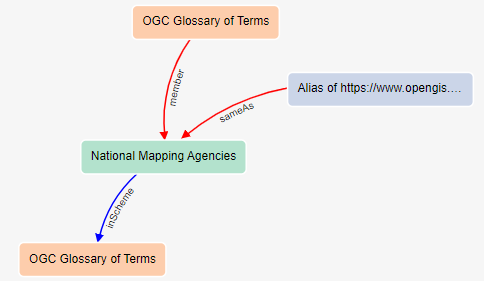 OGC Glossary of Terms
member
Alias of https://www.opengis....
sameAs
National Mapping Agencies
inScheme
OGC Glossary of Terms